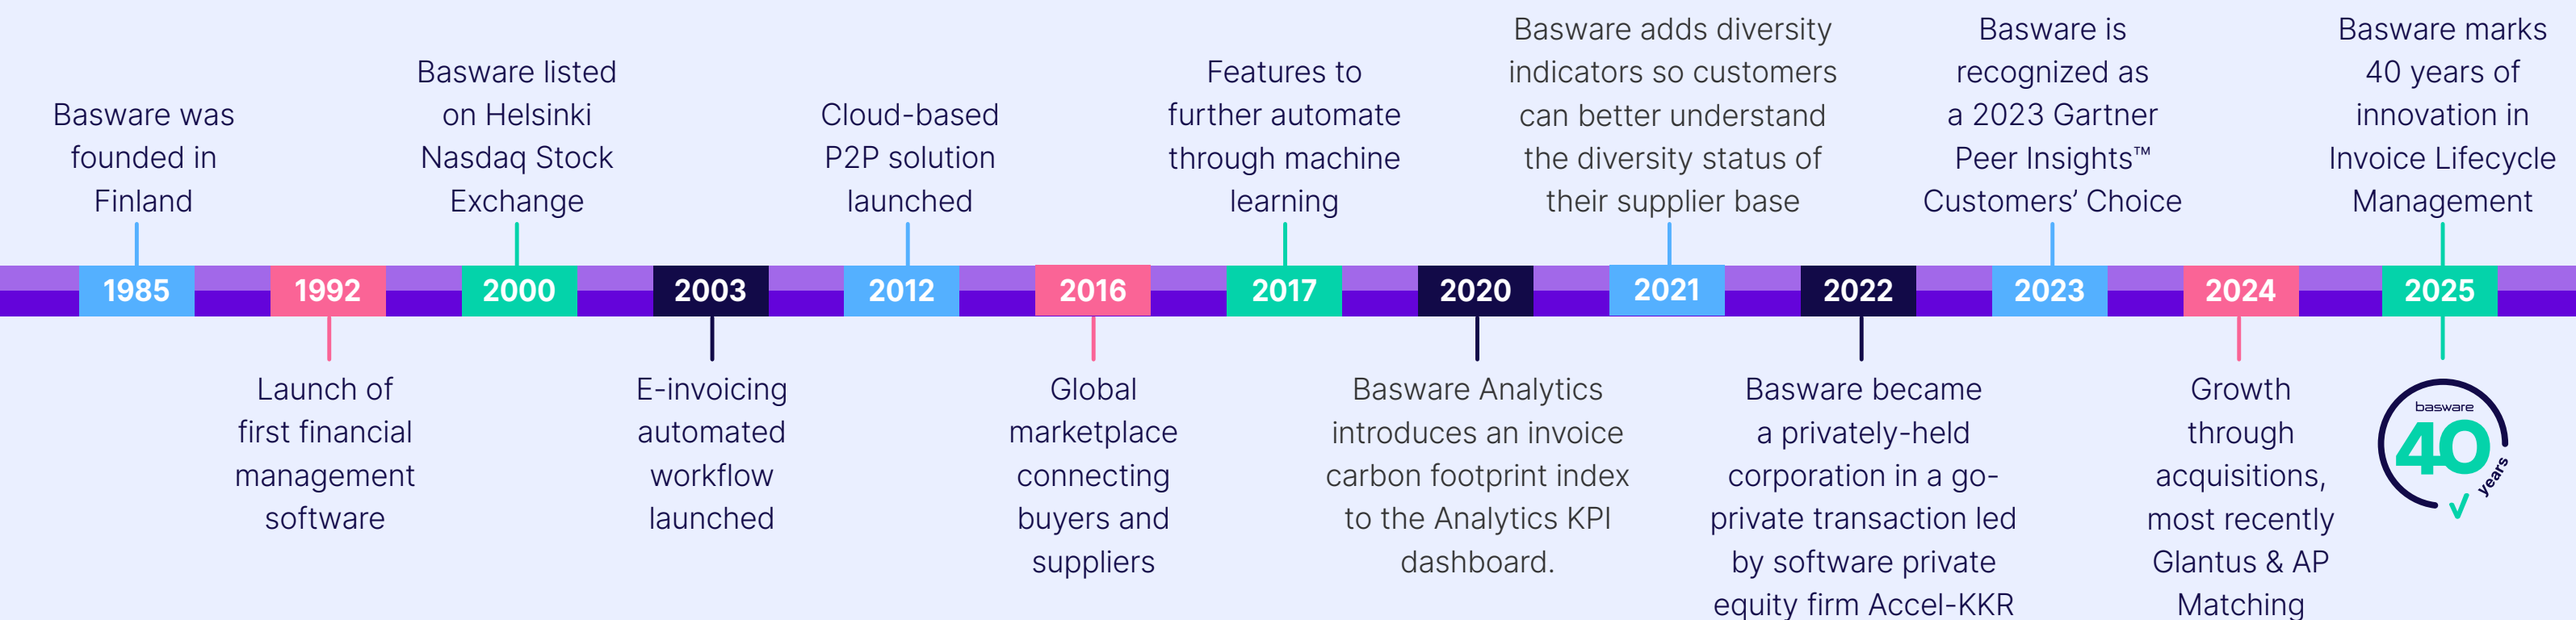 Basware was
founded in
Finland
1985
1992
Launch of
first financial
management
software
Basware listed
on Helsinki
Nasdaq Stock
Exchange
2000
2003
E-invoicing
automated
workflow
launched
Cloud-based
P2P solution
launched
2012
2016
Global
marketplace
connecting
buyers and
suppliers
Features to
further automate
through machine
learning
2017
2020
Basware Analytics
introduces an invoice
carbon footprint index
to the Analytics KPI
dashboard.
Basware adds diversity
indicators so customers
can better understand
the diversity status of
their supplier base
2021
2022
Basware became
a privately-held
corporation in a go-
private transaction led
by software private
equity firm Accel-KKR
Basware is
recognized as
a 2023 Gartner
Peer Insights™
Customers’ Choice
2023
2024
Growth
through
acquisitions,
most recently
Glantus & AP
Matching
Basware marks
40 years of
innovation in
Invoice Lifecycle
Management
2025
basware
40
years